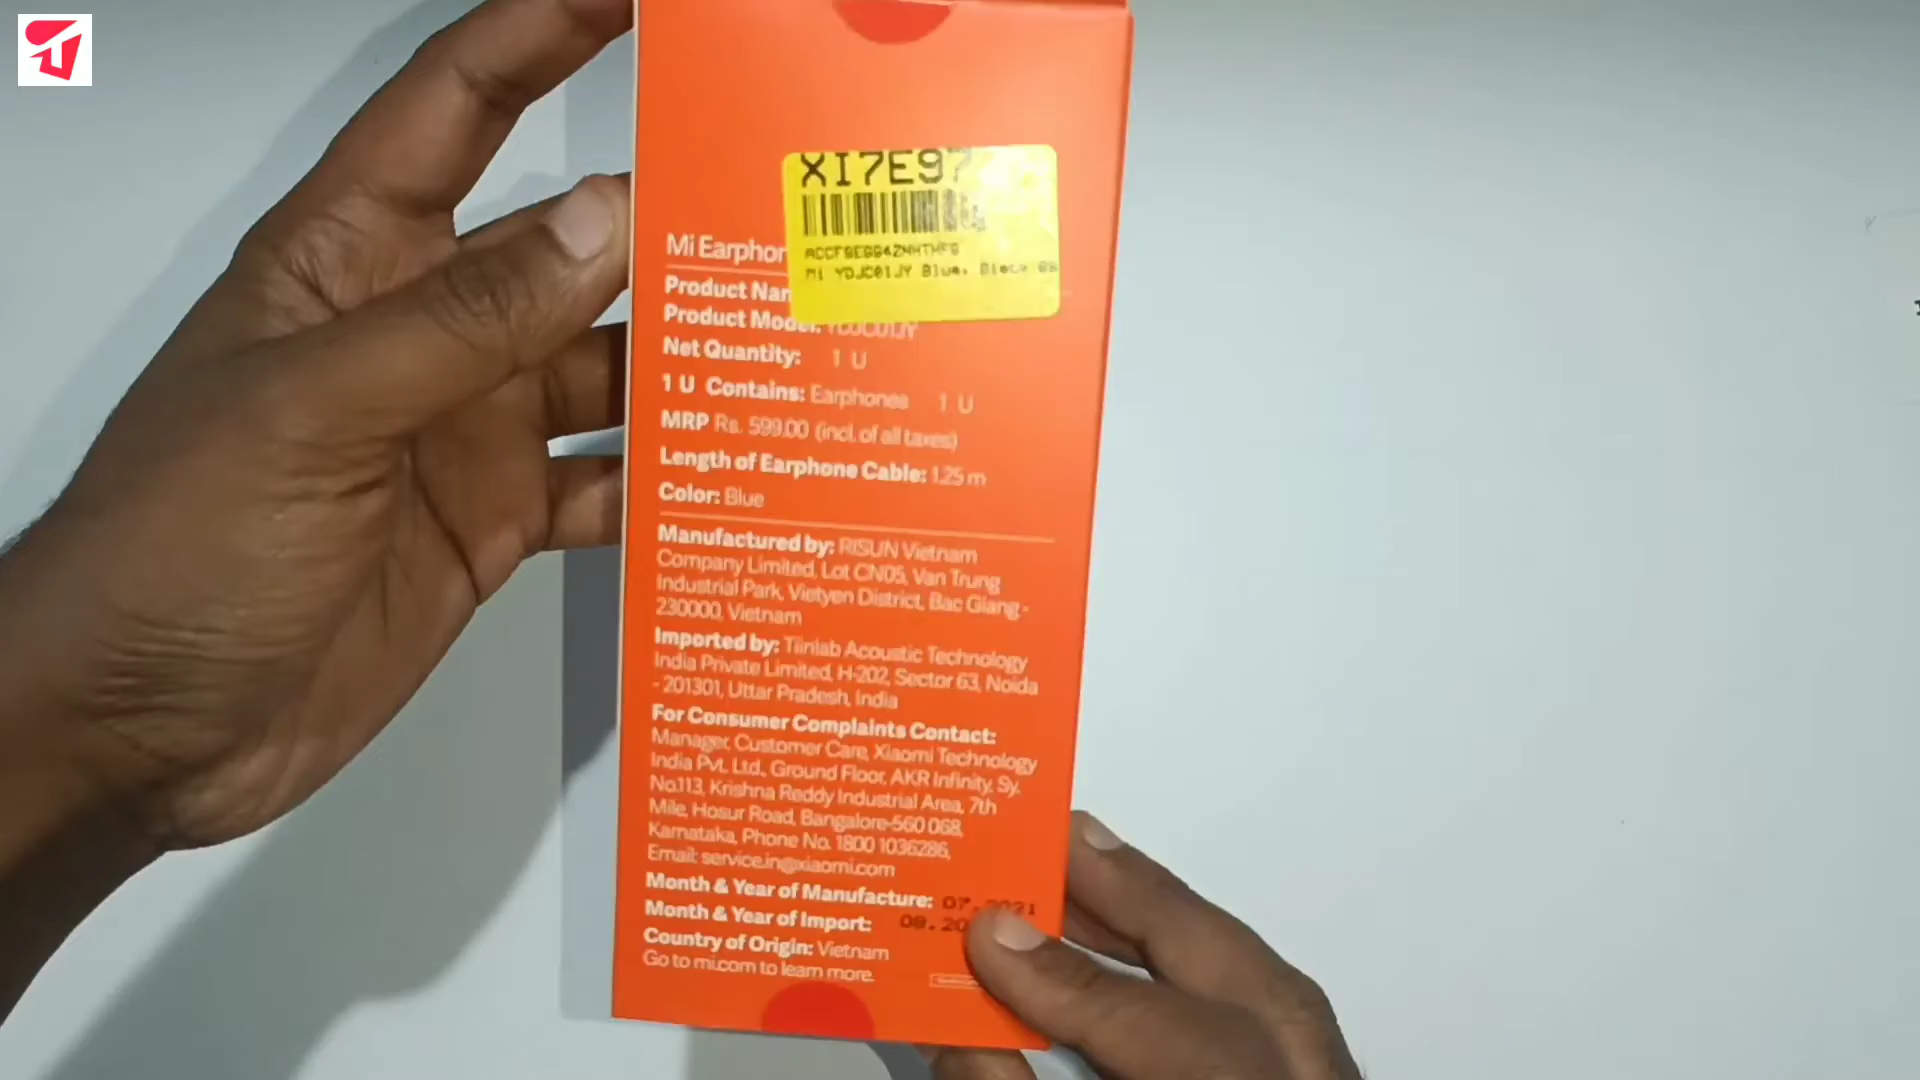 XI7E97
Mi Earphon
Product Nam
Product Model: YDJC01JY
Net Quantity: 1 U
1 U Contains: Earphones 1 U
MRP Rs. 599.00 (incl. of all taxes)
Length of Earphone Cable: 1.25 m
Color: Blue
Manufactured by: RISUN Vietnam
Company Limited, Lot CN05, Van Trung
Industrial Park, Vietyen District, Bac Giang -
230000, Vietnam
Imported by: Tiinlab Acoustic Technology
India Private Limited, H-202, Sector 63, Noida
- 201301, Uttar Pradesh, India
For Consumer Complaints Contact:
Manager, Customer Care, Xiaomi Technology
India Pvt. Ltd., Ground Floor, AKR Infinity, Sy.
No.113, Krishna Reddy Industrial Area, 7th
Mile, Hosur Road, Bangalore-560 068,
Karnataka, Phone No. 1800 1036286,
Email: service.in@xiaomi.com
Month & Year of Manufacture: 07.2021
Month & Year of Import: 08.20
Country of Origin: Vietnam
Go to mi.com to learn more.